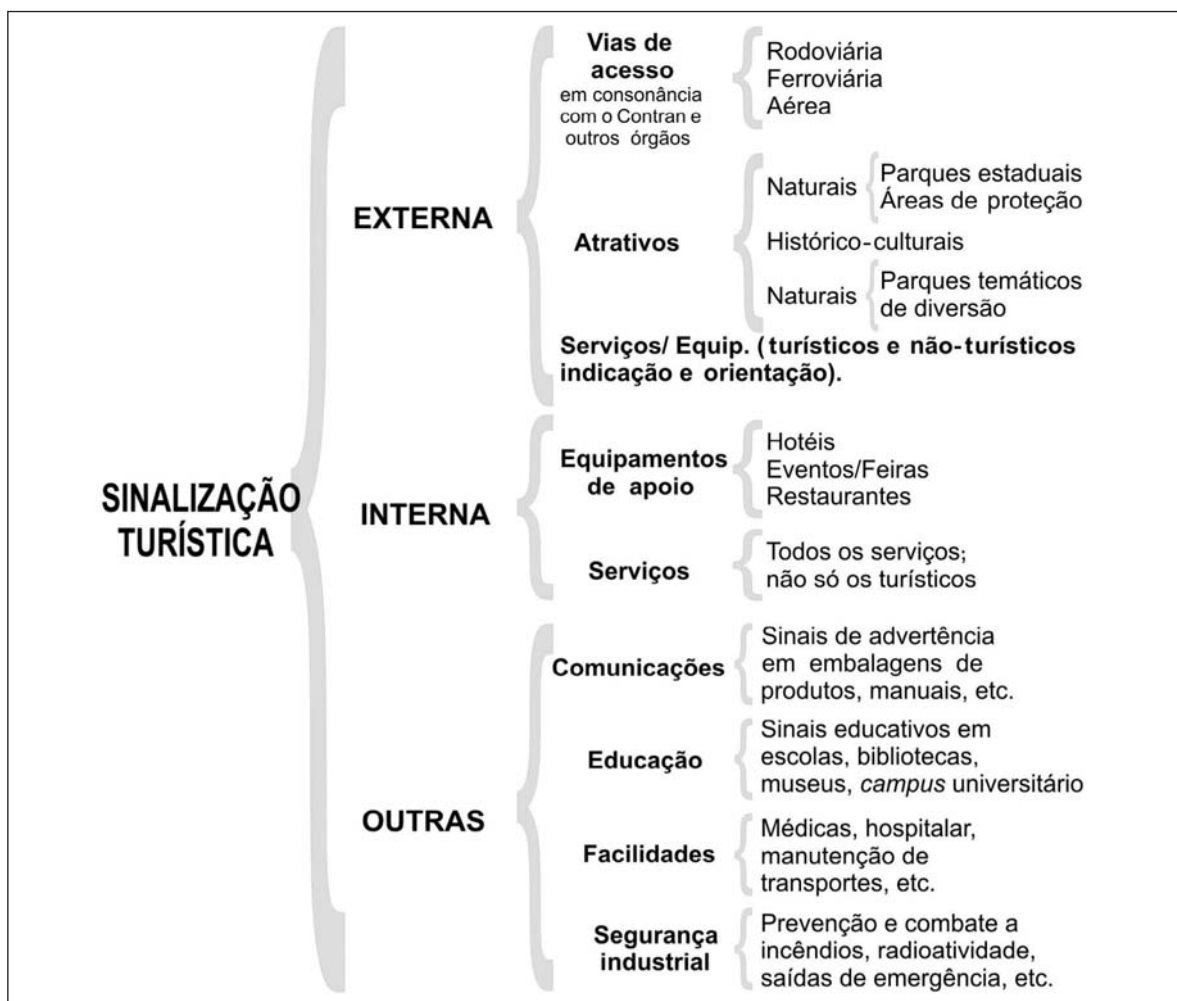 SINALIZAÇÃO
TURÍSTICA
EXTERNA
Vias de
acesso
em consonância
com o Contran e
outros órgãos
Rodoviária
Ferroviária
Aérea
Atrativos
Naturais
Parques estaduais
Áreas de proteção
Histórico-culturais
Naturais
Parques temáticos
de diversão
Serviços/ Equip. (turísticos e não-turísticos
indicação e orientação).
INTERNA
Equipamentos
de apoio
Hotéis
Eventos/Feiras
Restaurantes
Serviços
Todos os serviços;
não só os turísticos
OUTRAS
Comunicações
Sinais de advertência
em embalagens de
produtos, manuais, etc.
Educação
Sinais educativos em
escolas, bibliotecas,
museus, campus universitário
Facilidades
Médicas, hospitalar,
manutenção de
transportes, etc.
Segurança
industrial
Prevenção e combate a
incêndios, radioatividade,
saídas de emergência, etc.